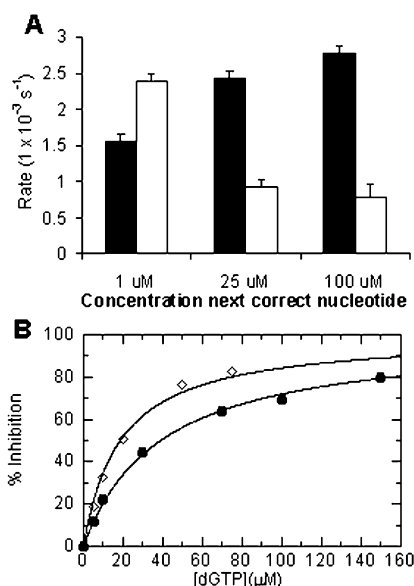 A
Rate (1 x 10⁻³ s⁻¹)
3
2.5
2
1.5
1
0.5
0
1 uM 25 uM 100 uM
Concentration next correct nucleotide
B
% Inhibition
100
80
60
40
20
0
0 20 40 60 80 100 120 140 160
[dGTP](μM)